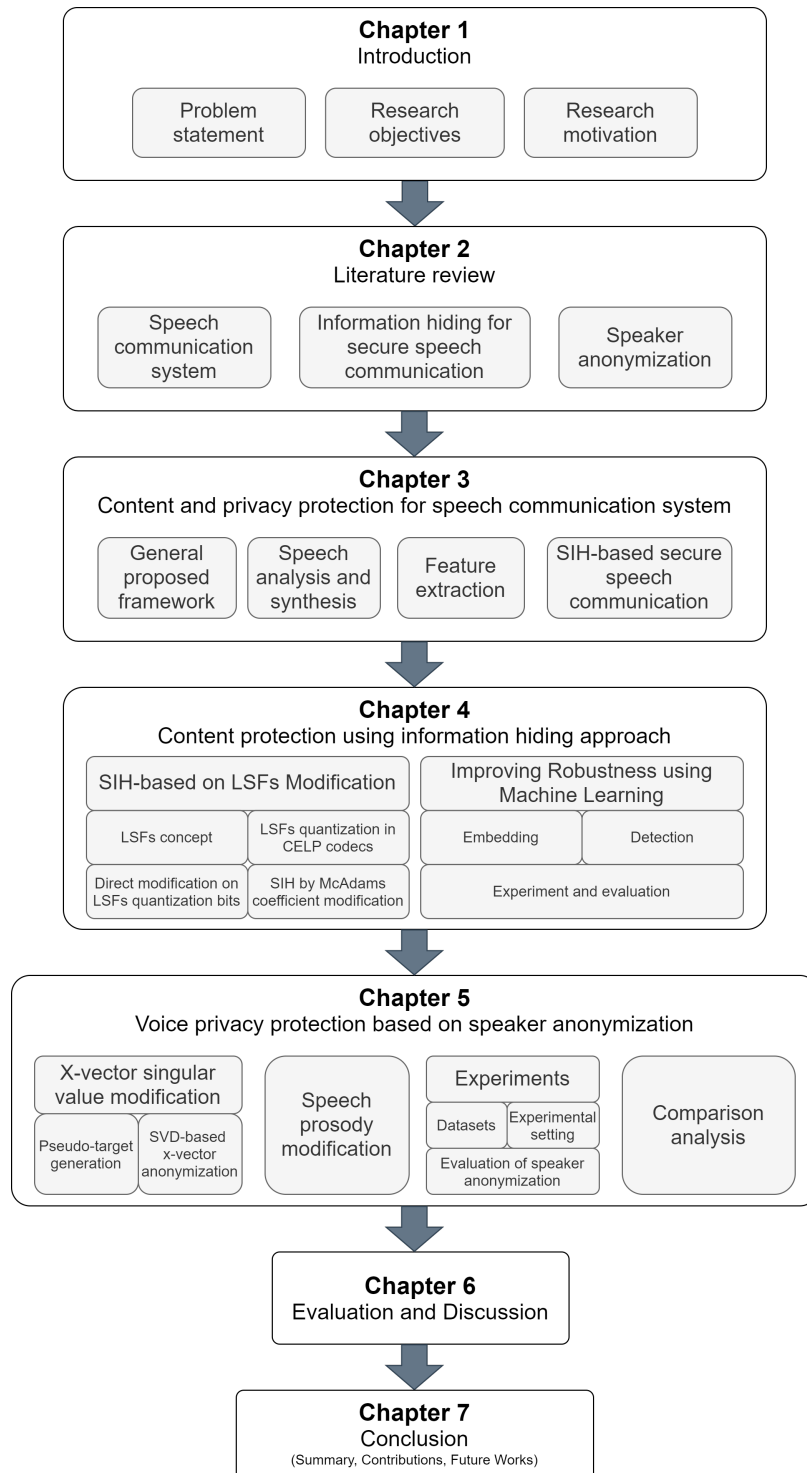 Chapter 1
Introduction
Problem
statement
Research
objectives
Research
motivation
Chapter 2
Literature review
Speech
communication
system
Information hiding for
secure speech
communication
Speaker
anonymization
Chapter 3
Content and privacy protection for speech communication system
General
proposed
framework
Speech
analysis and
synthesis
Feature
extraction
SIH-based secure
speech
communication
Chapter 4
Content protection using information hiding approach
SIH-based on LSFs Modification
LSFs concept
LSFs quantization in
CELP codecs
Direct modification on
LSFs quantization bits
SIH by McAdams
coefficient modification
Improving Robustness using
Machine Learning
Embedding
Detection
Experiment and evaluation
Chapter 5
Voice privacy protection based on speaker anonymization
X-vector singular
value modification
Pseudo-target
generation
SVD-based
x-vector
anonymization
Speech
prosody
modification
Experiments
Datasets
Experimental
setting
Evaluation of speaker
anonymization
Comparison
analysis
Chapter 6
Evaluation and Discussion
Chapter 7
Conclusion
(Summary, Contributions, Future Works)